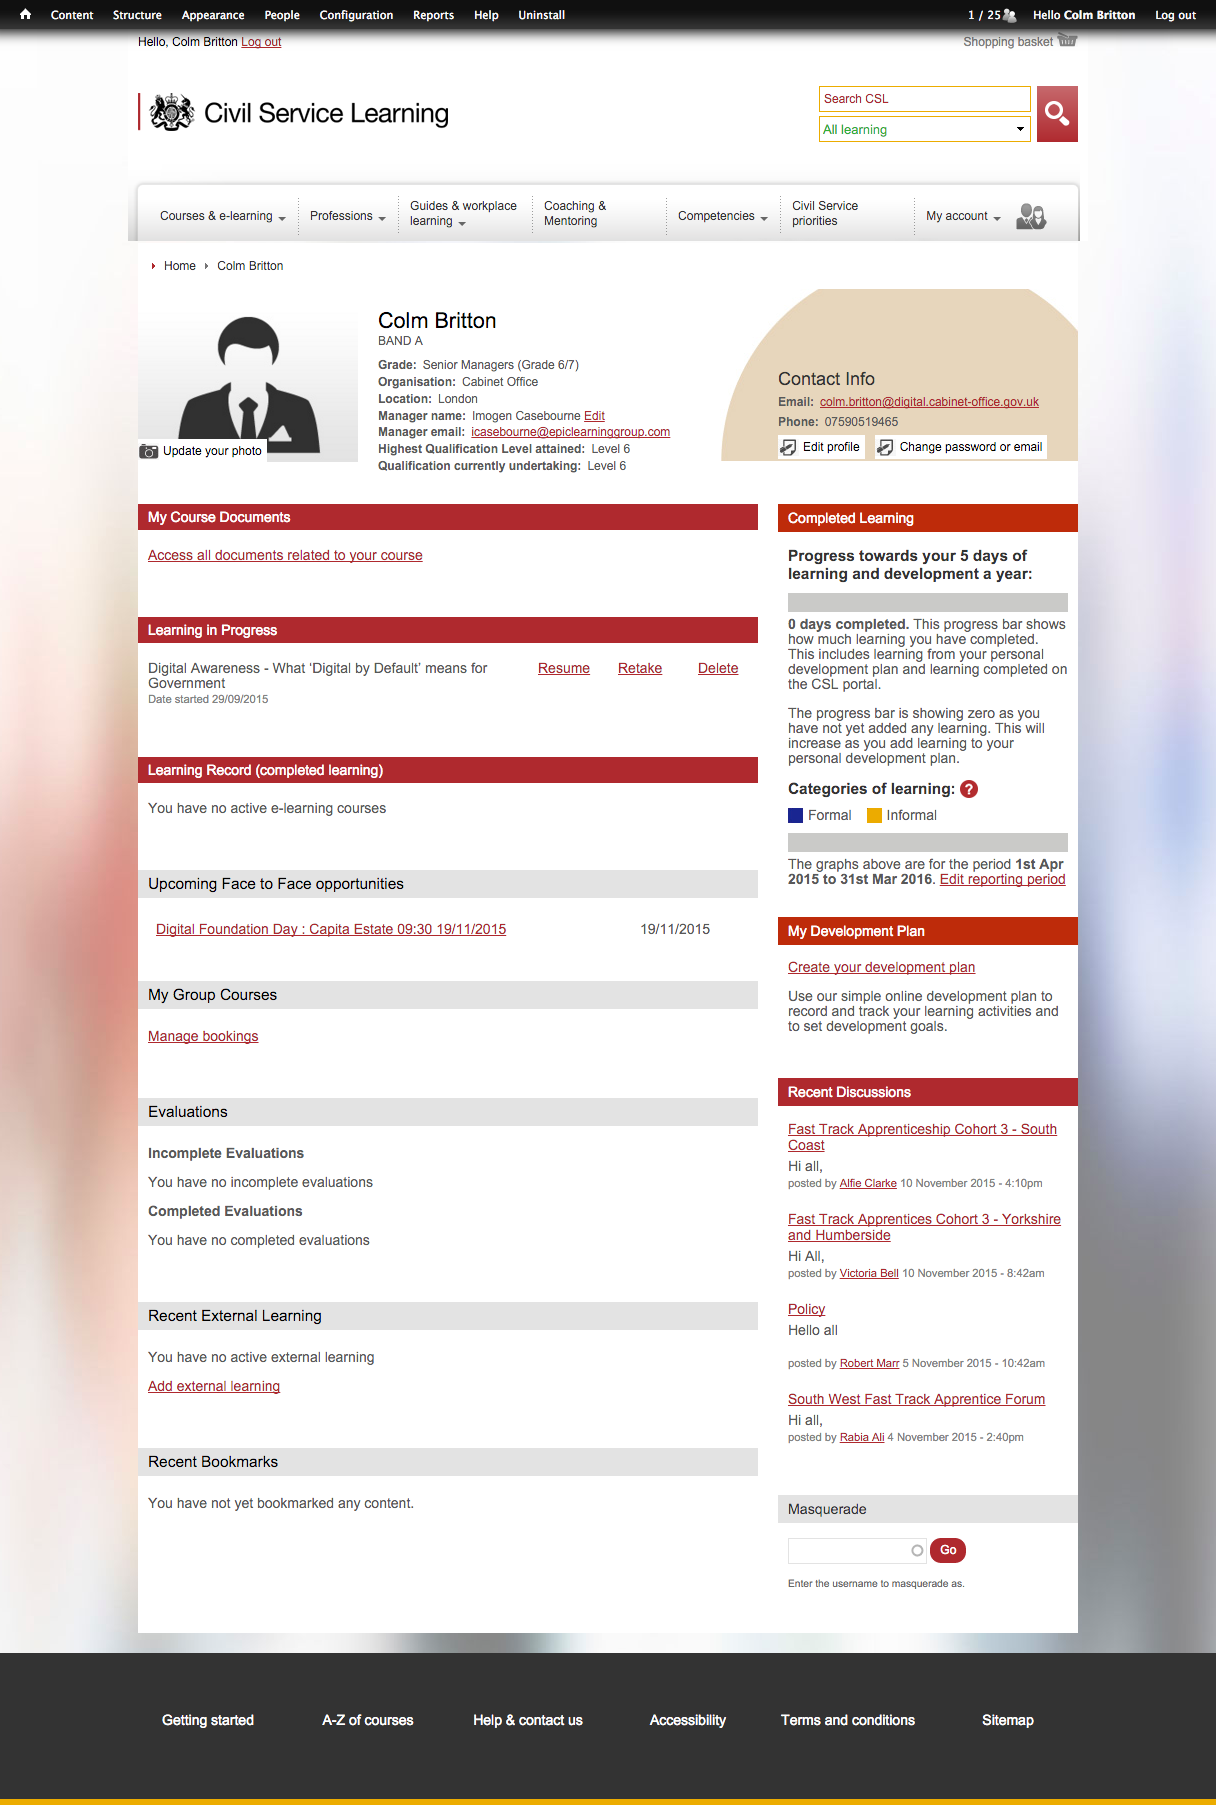 Content Structure Appearance People Configuration Reports Help Uninstall 1 / 25 Hello Colm Britton Log out
Hello, Colm Britton Log out Shopping basket
Civil Service Learning
Search CSL
All learning
Courses & e-learning
Professions
Guides & workplace
learning
Coaching &
Mentoring
Competencies
Civil Service
priorities
My account
Home Colm Britton
Update your photo
Colm Britton
BAND A
Grade: Senior Managers (Grade 6/7)
Organisation: Cabinet Office
Location: London
Manager name: Imogen Casebourne Edit
Manager email: icasebourne@epiclearninggroup.com
Highest Qualification Level attained: Level 6
Qualification currently undertaking: Level 6
Contact Info
Email: colm.britton@digital.cabinet-office.gov.uk
Phone: 07590519465
Edit profile Change password or email
My Course Documents
Access all documents related to your course
Learning in Progress
Digital Awareness - What ‘Digital by Default’ means for
Government
Resume Retake Delete
Date started 29/09/2015
Learning Record (completed learning)
You have no active e-learning courses
Upcoming Face to Face opportunities
Digital Foundation Day : Capita Estate 09:30 19/11/2015 19/11/2015
My Group Courses
Manage bookings
Evaluations
Incomplete Evaluations
You have no incomplete evaluations
Completed Evaluations
You have no completed evaluations
Recent External Learning
You have no active external learning
Add external learning
Recent Bookmarks
You have not yet bookmarked any content.
Completed Learning
Progress towards your 5 days of
learning and development a year:
0 days completed. This progress bar shows
how much learning you have completed.
This includes learning from your personal
development plan and learning completed on
the CSL portal.
The progress bar is showing zero as you
have not yet added any learning. This will
increase as you add learning to your
personal development plan.
Categories of learning: ?
Formal Informal
The graphs above are for the period 1st Apr
2015 to 31st Mar 2016. Edit reporting period
My Development Plan
Create your development plan
Use our simple online development plan to
record and track your learning activities and
to set development goals.
Recent Discussions
Fast Track Apprenticeship Cohort 3 - South
Coast
Hi all,
posted by Alfie Clarke 10 November 2015 - 4:10pm
Fast Track Apprentices Cohort 3 - Yorkshire
and Humberside
Hi All,
posted by Victoria Bell 10 November 2015 - 8:42am
Policy
Hello all
posted by Robert Marr 5 November 2015 - 10:42am
South West Fast Track Apprentice Forum
Hi all,
posted by Rabia Ali 4 November 2015 - 2:40pm
Masquerade
Go
Enter the username to masquerade as.
Getting started A-Z of courses Help & contact us Accessibility Terms and conditions Sitemap